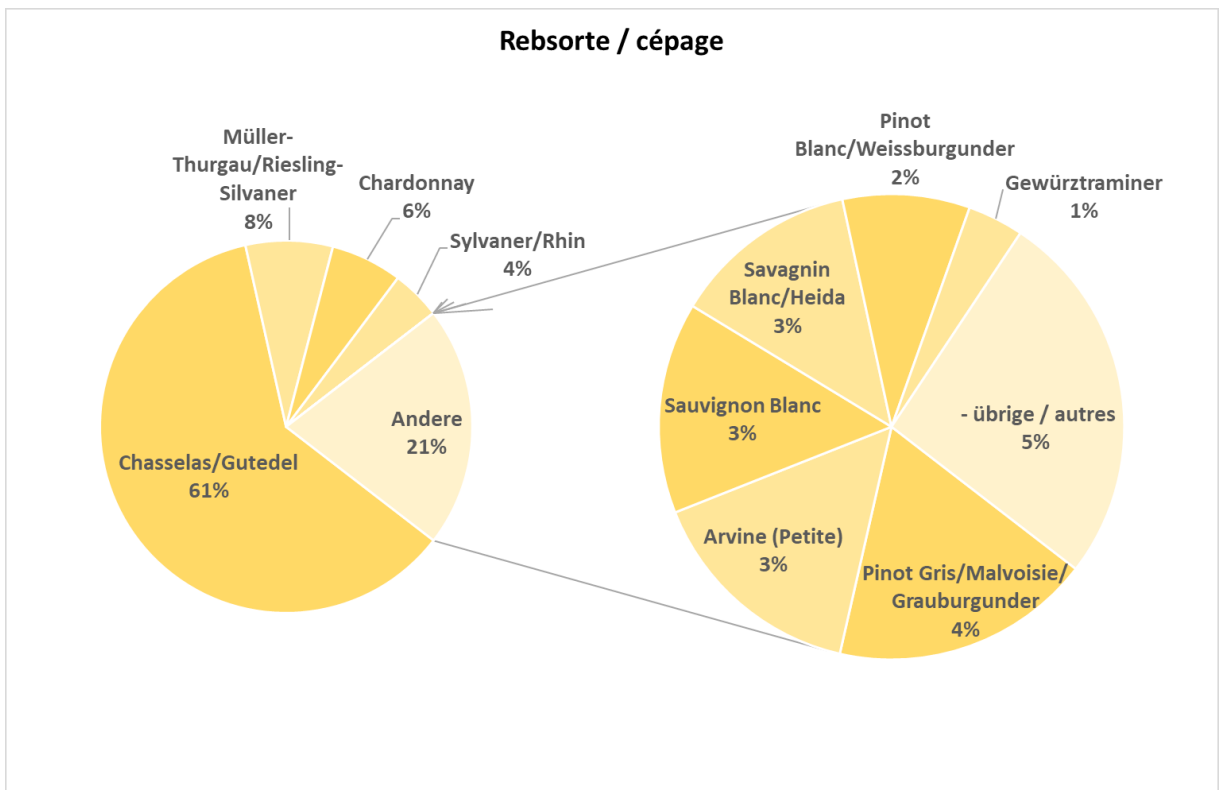 Rebsorte / cépage
Müller-
Thurgau/Riesling-
Silvaner
8%
Chardonnay
6%
Sylvaner/Rhin
4%
Andere
21%
Chasselas/Gutedel
61%
Pinot
Blanc/Weissburgunder
2%
Gewürztraminer
1%
Savagnin
Blanc/Heida
3%
Sauvignon Blanc
3%
- übrige / autres
5%
Arvine (Petite)
3%
Pinot Gris/Malvoisie/
Grauburgunder
4%